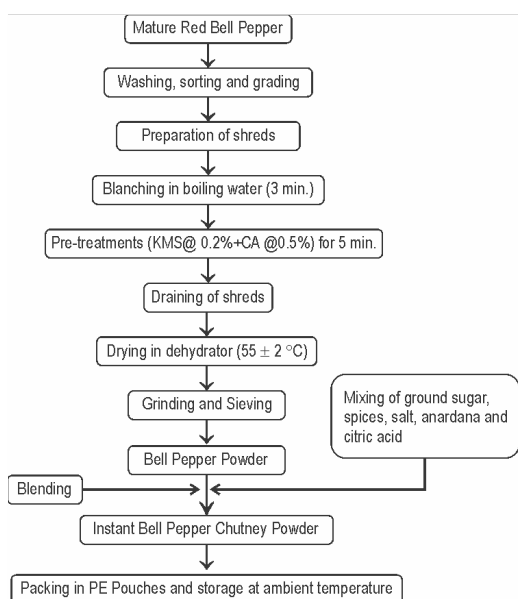 Mature Red Bell Pepper
Washing, sorting and grading
Preparation of shreds
Blanching in boiling water (3 min.)
Pre-treatments (KMS@ 0.2%+CA @0.5%) for 5 min.
Draining of shreds
Drying in dehydrator (55 ± 2 °C)
Grinding and Sieving
Mixing of ground sugar,
spices, salt, anardana and
citric acid
Bell Pepper Powder
Blending
Instant Bell Pepper Chutney Powder
Packing in PE Pouches and storage at ambient temperature